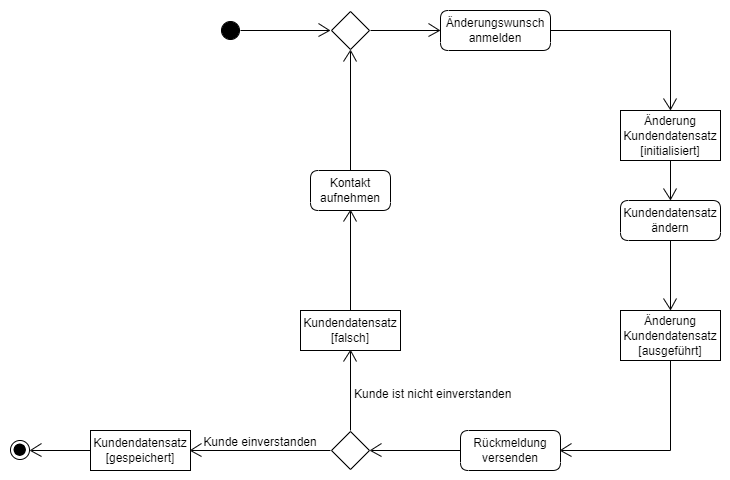 Änderungswunsch
anmelden
Änderung
Kundendatensatz
[initialisiert]
Kontakt
aufnehmen
Kundendatensatz
ändern
Kundendatensatz
[falsch]
Änderung
Kundendatensatz
[ausgeführt]
Kunde ist nicht einverstanden
Kundendatensatz
[gespeichert]
Kunde einverstanden
Rückmeldung
versenden